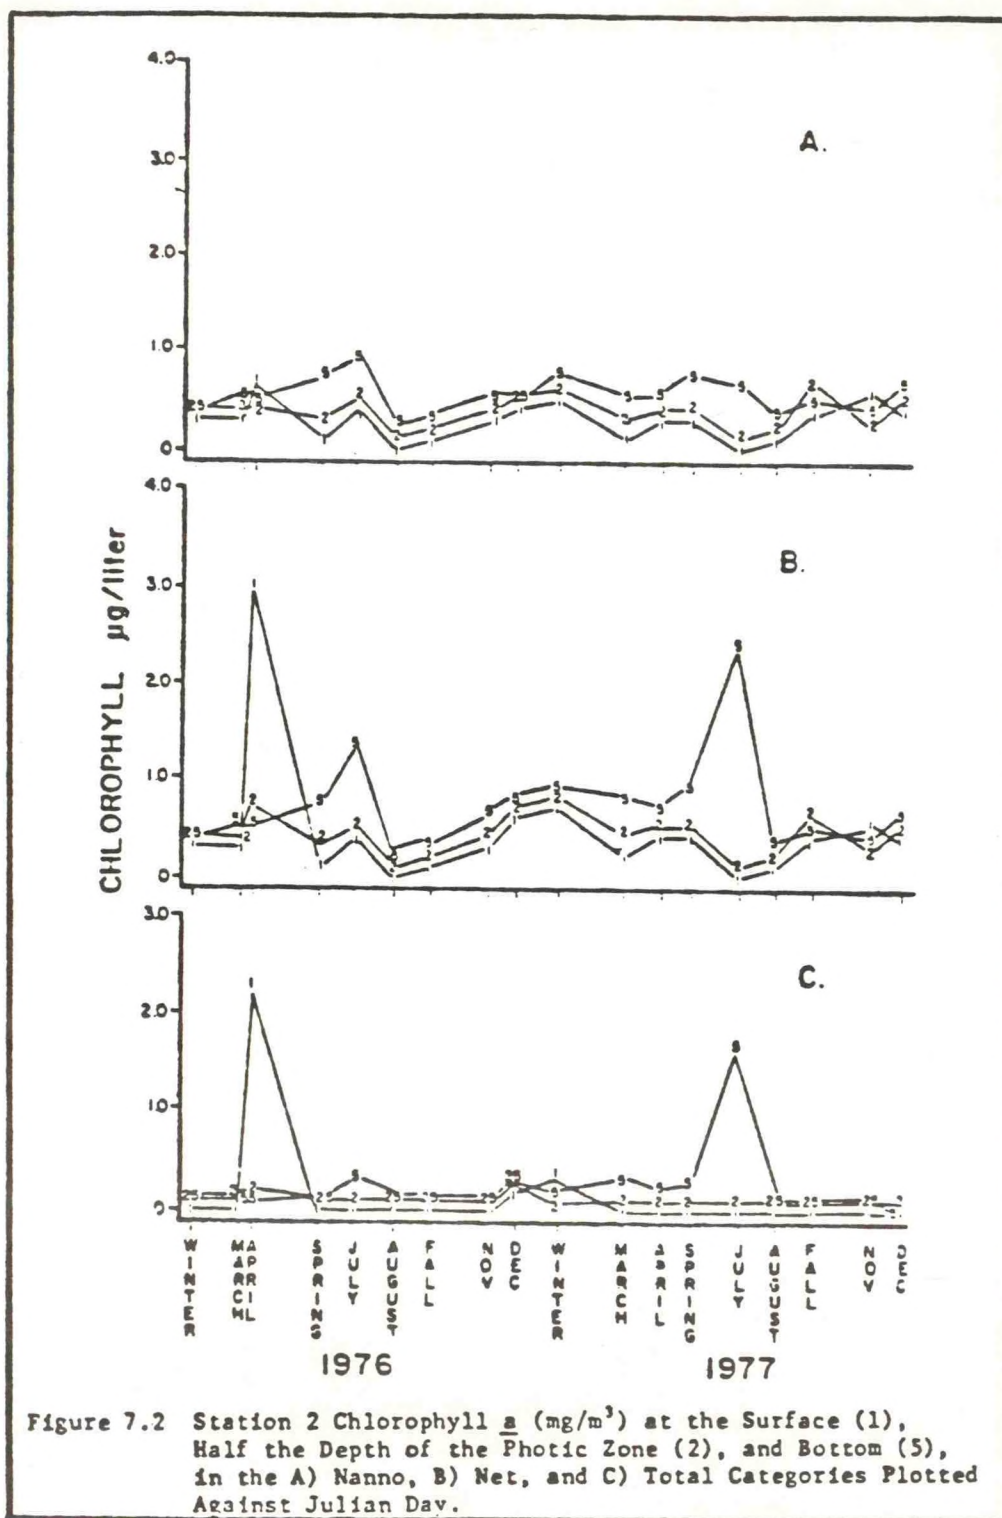 4.0
3.0
2.0
1.0
0
A.
4.0
3.0
2.0
1.0
0
B.
CHLOROPHYLL µg/liter
3.0
2.0
1.0
0
C.
WINTER MARCH APRIL SPRING JULY AUGUST FALL NOV DEC WINTER MARCH APRIL SPRING JULY AUGUST FALL NOV DEC
1976 1977
Figure 7.2 Station 2 Chlorophyll a (mg/m³) at the Surface (1),
Half the Depth of the Photic Zone (2), and Bottom (5),
in the A) Nanno, B) Net, and C) Total Categories Plotted
Against Julian Day.